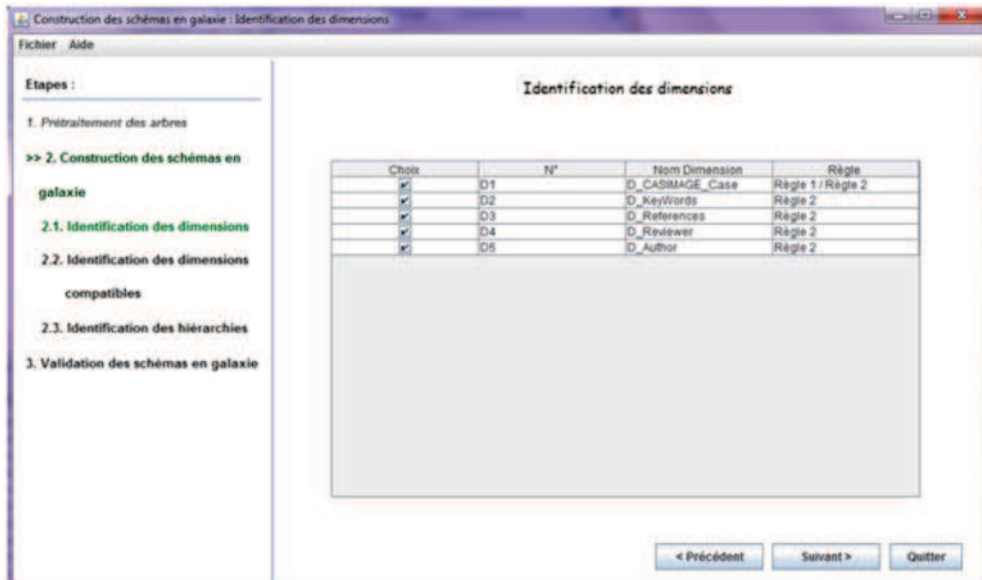 Construction des schémas en galaxie : Identification des dimensions
Fichier Aide
Etapes :
1. Prétraitement des arbres
>> 2. Construction des schémas en
galaxie
2.1. Identification des dimensions
2.2. Identification des dimensions
compatibles
2.3. Identification des hiérarchies
3. Validation des schémas en galaxie
Identification des dimensions
Choix N° Nom Dimension Règle
D1 D_CASIMAGE_Case Règle 1 / Règle 2
D2 D_KeyWords Règle 2
D3 D_References Règle 2
D4 D_Reviewer Règle 2
D5 D_Author Règle 2
< Précédent Suivant > Quitter